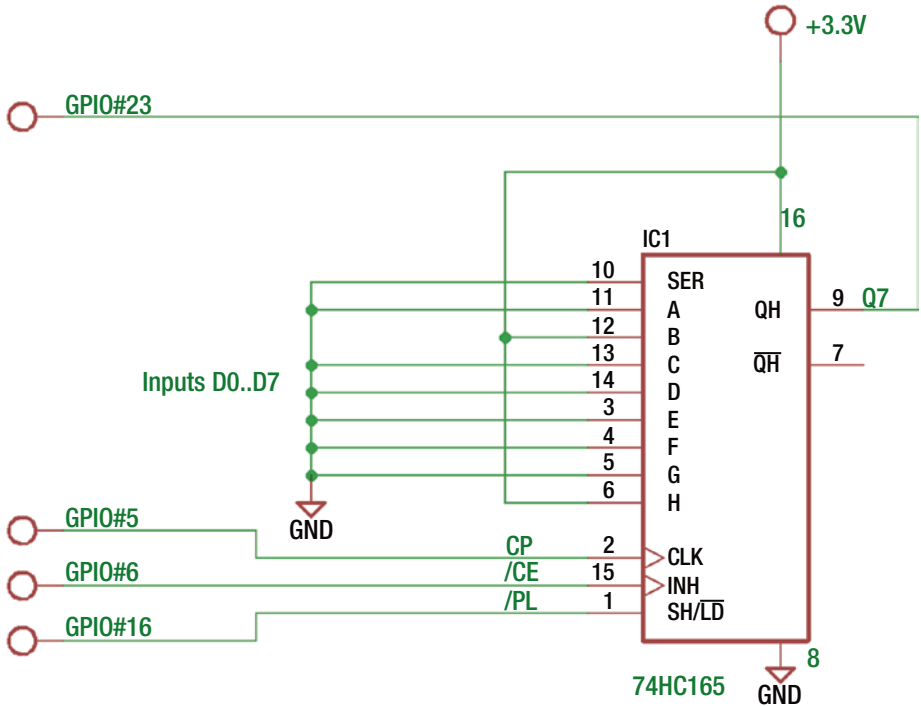 +3.3V
GPIO#23
16
IC1
10 SER
11 A QH 9 Q7
12 B
13 C Q̅H̅ 7
Inputs D0..D7
14 D
3 E
4 F
5 G
6 H
GND
GPIO#5
CP 2 CLK
GPIO#6
/CE 15 INH
/PL 1 SH/L̅D̅
GPIO#16
8
74HC165
GND